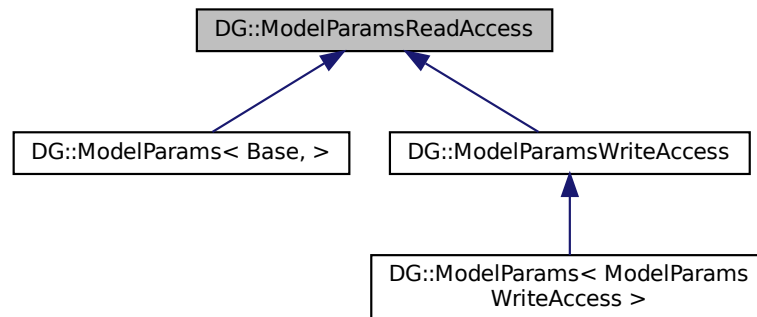 DG::ModelParamsReadAccess
DG::ModelParams< Base, >
DG::ModelParamsWriteAccess
DG::ModelParams< ModelParams
WriteAccess >